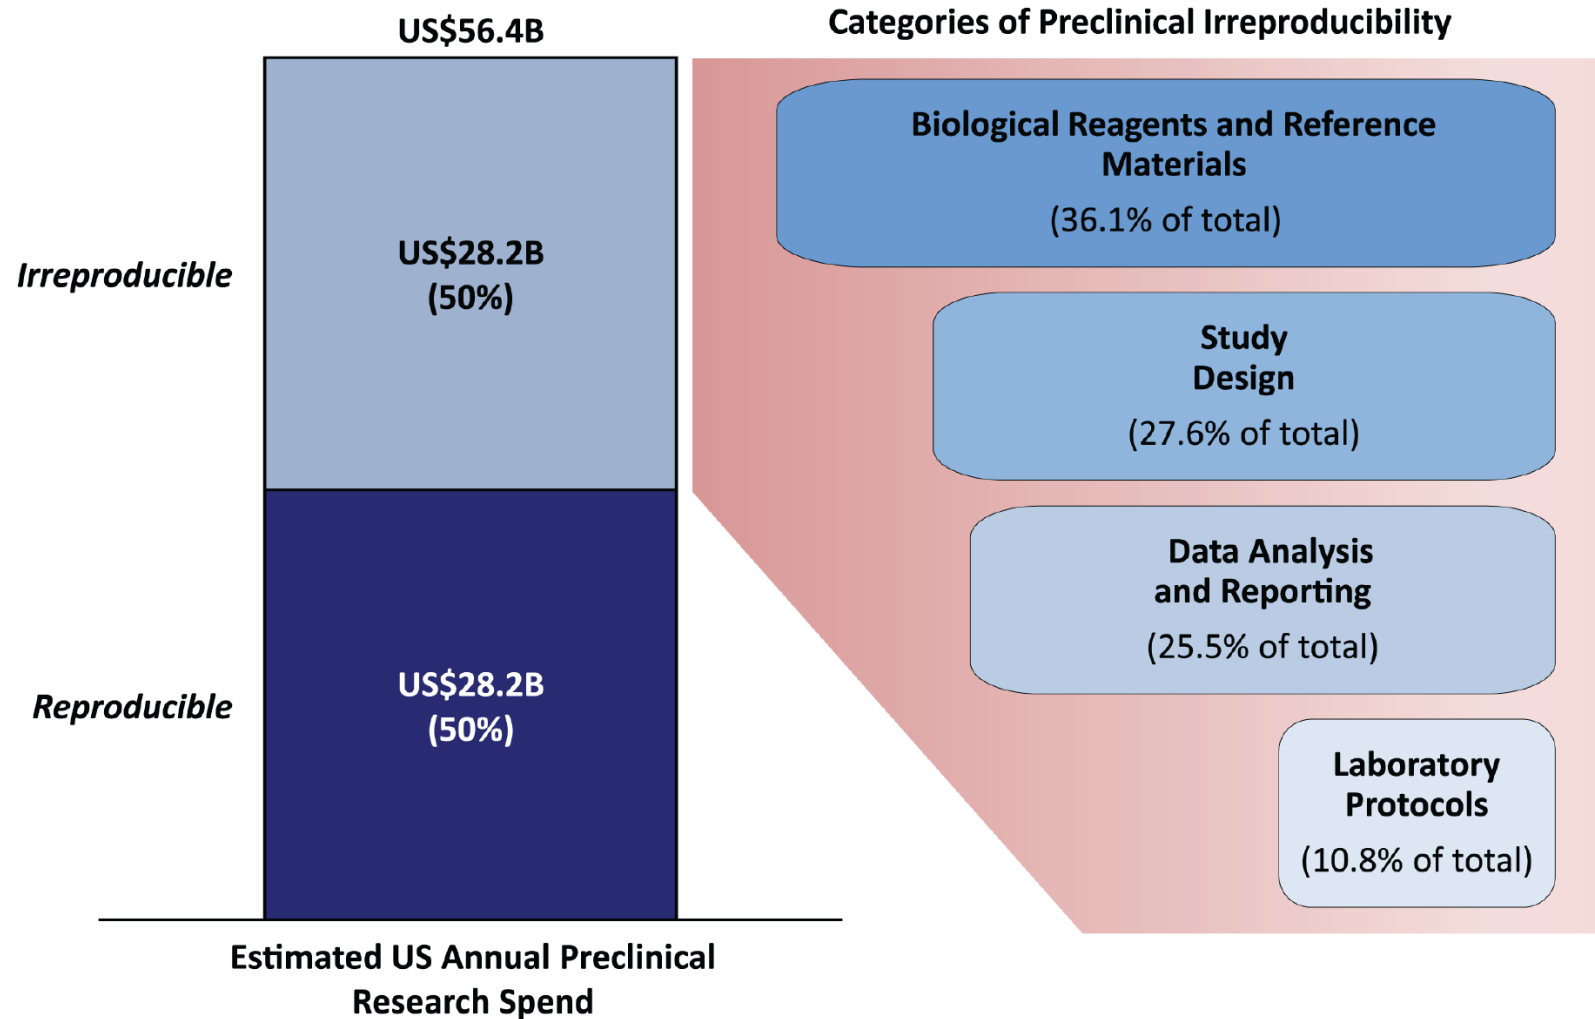 US$56.4B
Irreproducible
US$28.2B
(50%)
Reproducible
US$28.2B
(50%)
Estimated US Annual Preclinical
Research Spend
Categories of Preclinical Irreproducibility
Biological Reagents and Reference
Materials
(36.1% of total)
Study
Design
(27.6% of total)
Data Analysis
and Reporting
(25.5% of total)
Laboratory
Protocols
(10.8% of total)